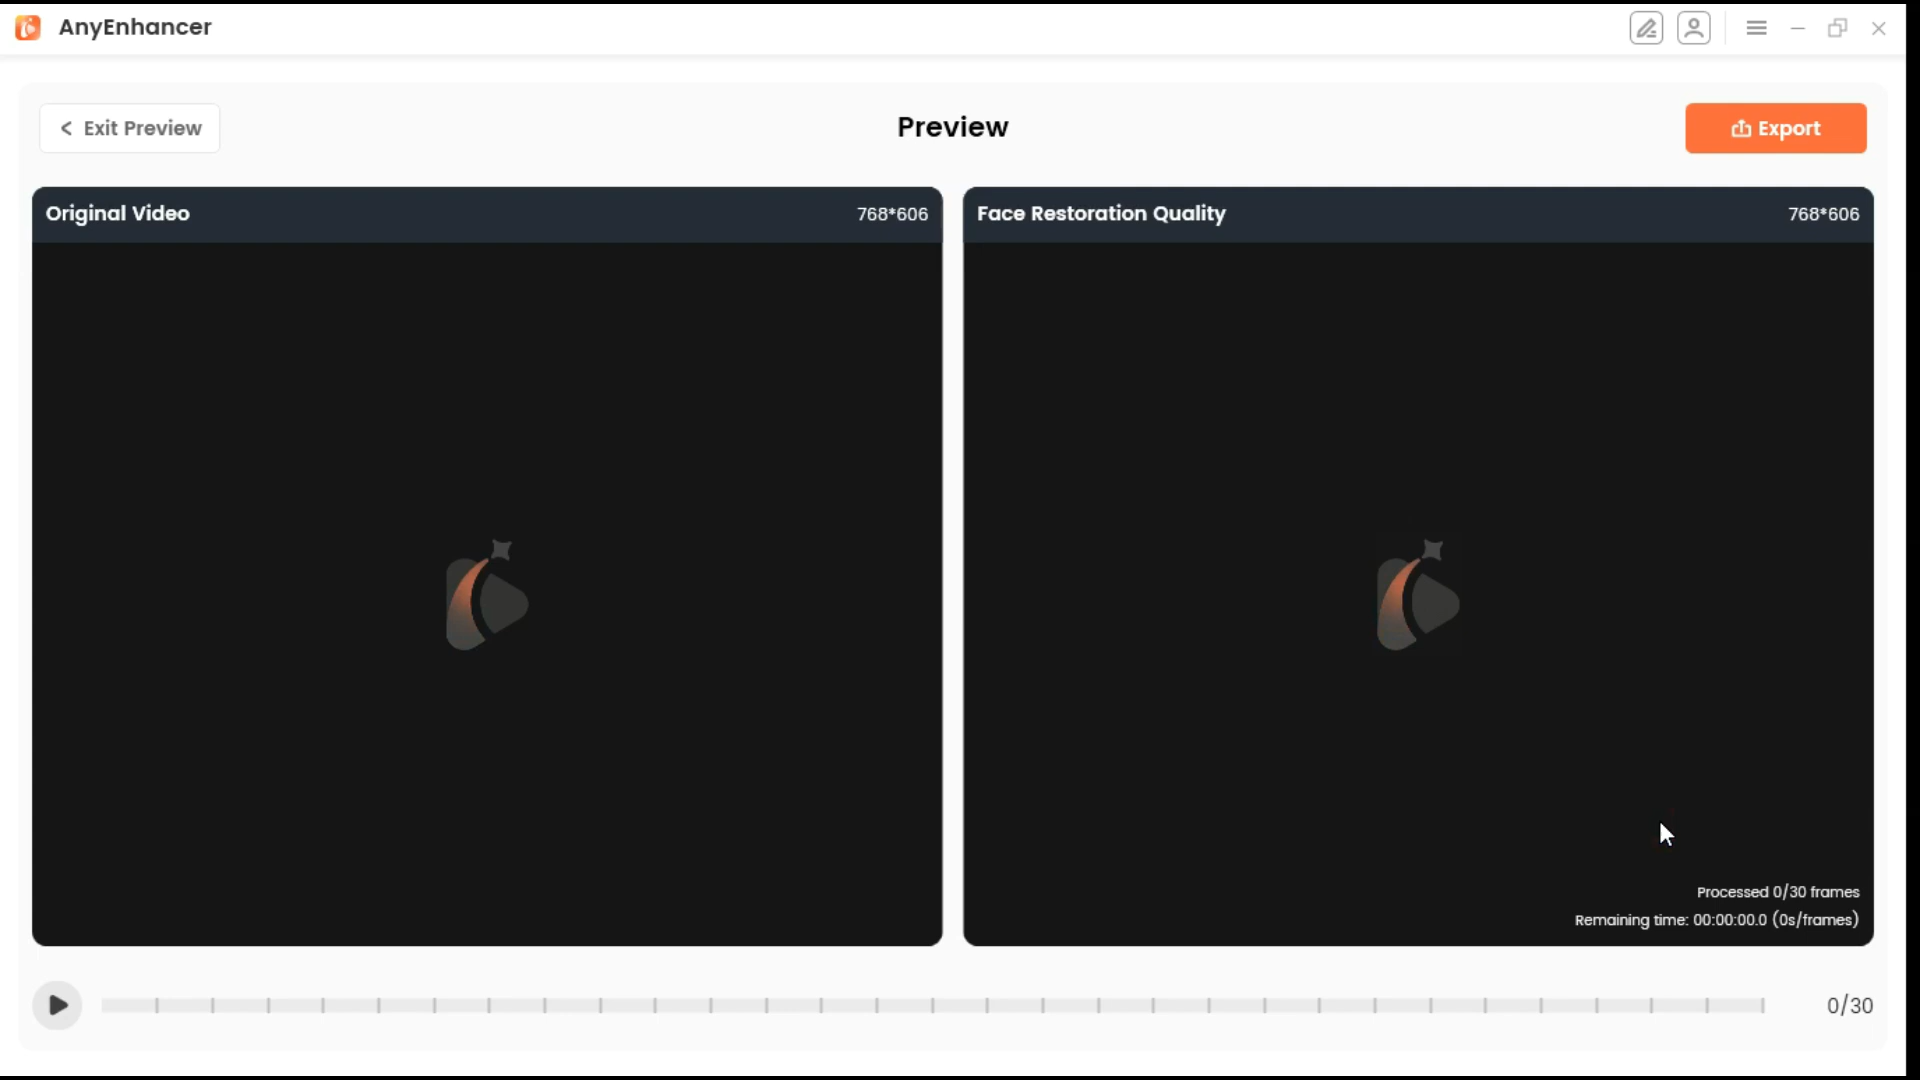 AnyEnhancer
< Exit Preview
Preview
Export
Original Video
768*606
Face Restoration Quality
768*606
Processed 0/30 frames
Remaining time: 00:00:00.0 (0s/frames)
0/30